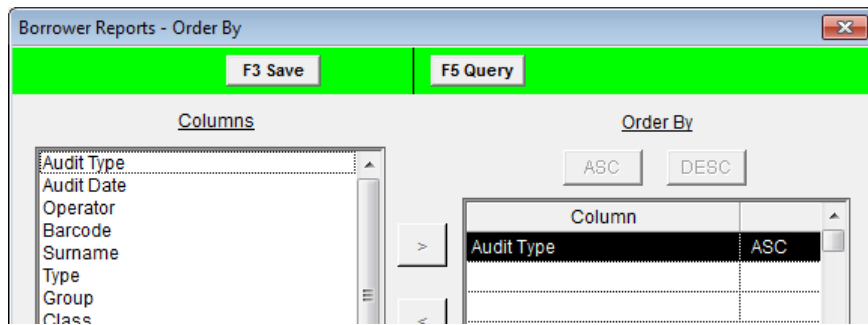 Borrower Reports - Order By
F3 Save
F5 Query
Columns
Audit Type
Audit Date
Operator
Barcode
Surname
Type
Group
Class
>
<
Order By
ASC DESC
Column
Audit Type ASC